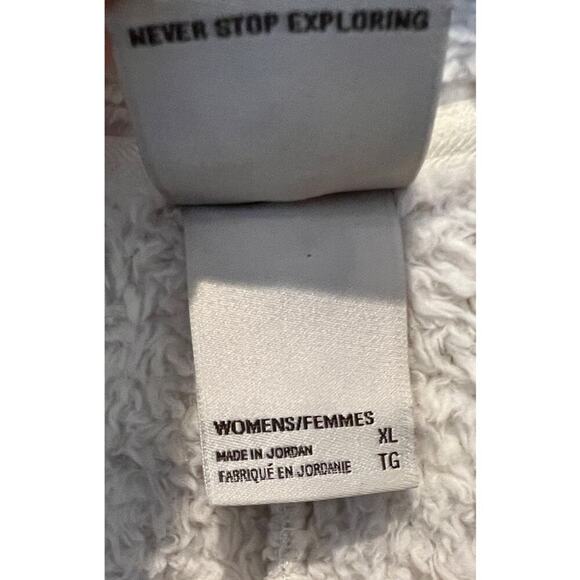 NEVER STOP EXPLORING
WOMENS/FEMMES
MADE IN JORDAN XL
FABRIQUÉ EN JORDANIE TG